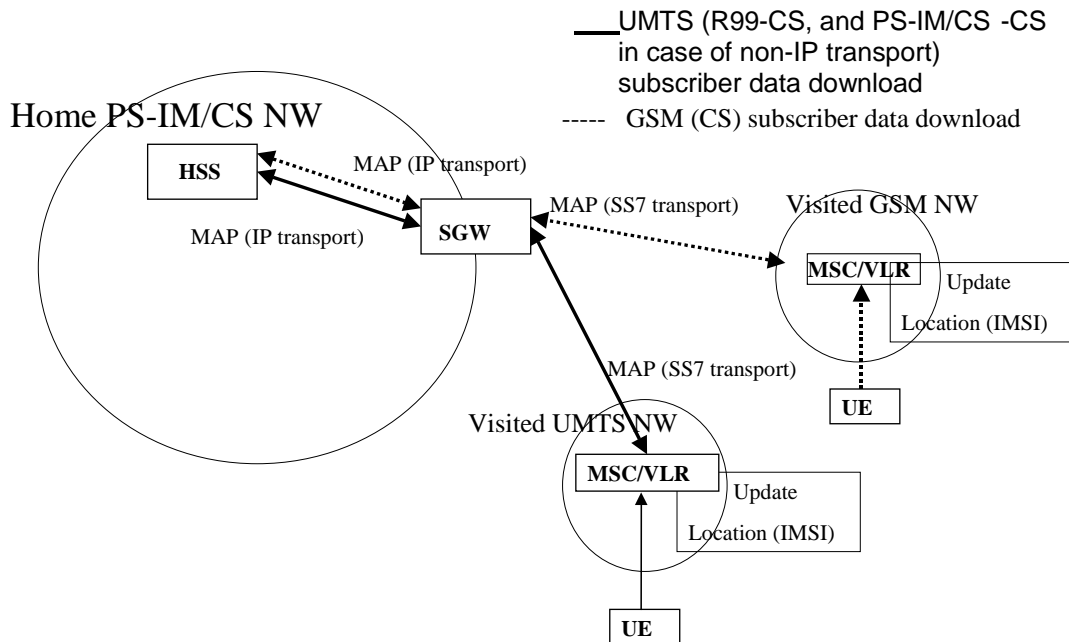 UMTS (R99-CS, and PS-IM/CS -CS
in case of non-IP transport)
subscriber data download
----- GSM (CS) subscriber data download
Home PS-IM/CS NW
HSS
MAP (IP transport)
MAP (IP transport)
SGW
MAP (SS7 transport)
Visited GSM NW
MSC/VLR
Update
Location (IMSI)
UE
MAP (SS7 transport)
Visited UMTS NW
MSC/VLR
Update
Location (IMSI)
UE